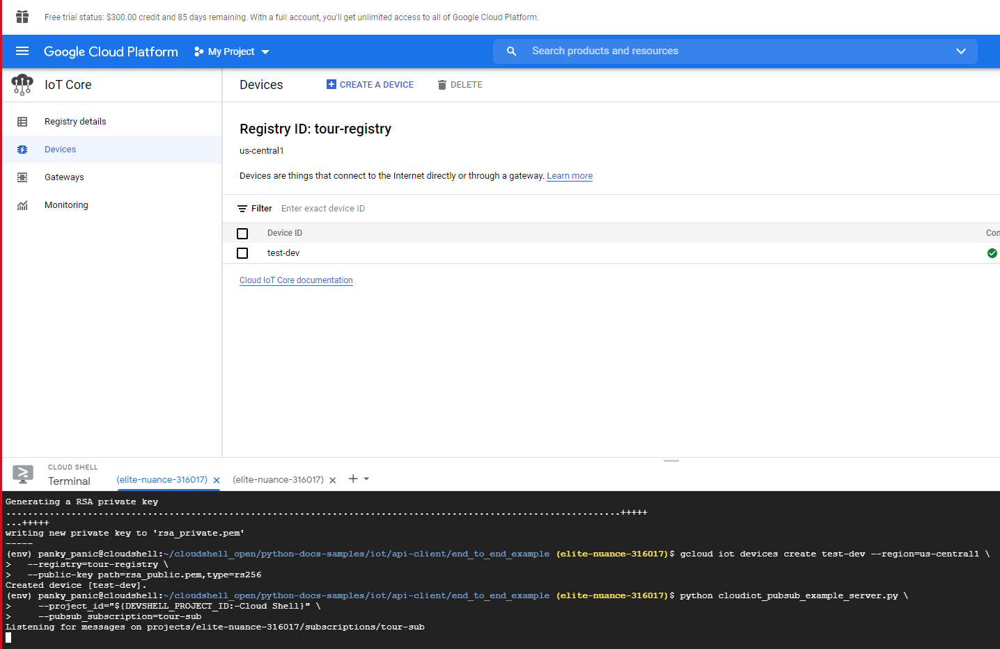 Free trial status: $300.00 credit and 85 days remaining. With a full account, you'll get unlimited access to all of Google Cloud Platform.
Google Cloud Platform My Project Search products and resources
IoT Core
Registry details
Devices
Gateways
Monitoring
Devices CREATE A DEVICE DELETE
Registry ID: tour-registry
us-central1
Devices are things that connect to the Internet directly or through a gateway. Learn more
Filter Enter exact device ID
Device ID Con
test-dev
Cloud IoT Core documentation
CLOUD SHELL
Terminal (elite-nuance-316017) (elite-nuance-316017)
Generating a RSA private key
.................................................................................................................+++++
...+++++
writing new private key to 'rsa_private.pem'
-----
(env) panky_panic@cloudshell:~/cloudshell_open/python-docs-samples/iot/api-client/end_to_end_example (elite-nuance-316017)$ gcloud iot devices create test-dev --region=us-central1 \
>   --registry=tour-registry \
>   --public-key path=rsa_public.pem,type=rs256
Created device [test-dev].
(env) panky_panic@cloudshell:~/cloudshell_open/python-docs-samples/iot/api-client/end_to_end_example (elite-nuance-316017)$ python cloudiot_pubsub_example_server.py \
>     --project_id="${DEVSHELL_PROJECT_ID:-Cloud Shell}" \
>     --pubsub_subscription=tour-sub
Listening for messages on projects/elite-nuance-316017/subscriptions/tour-sub